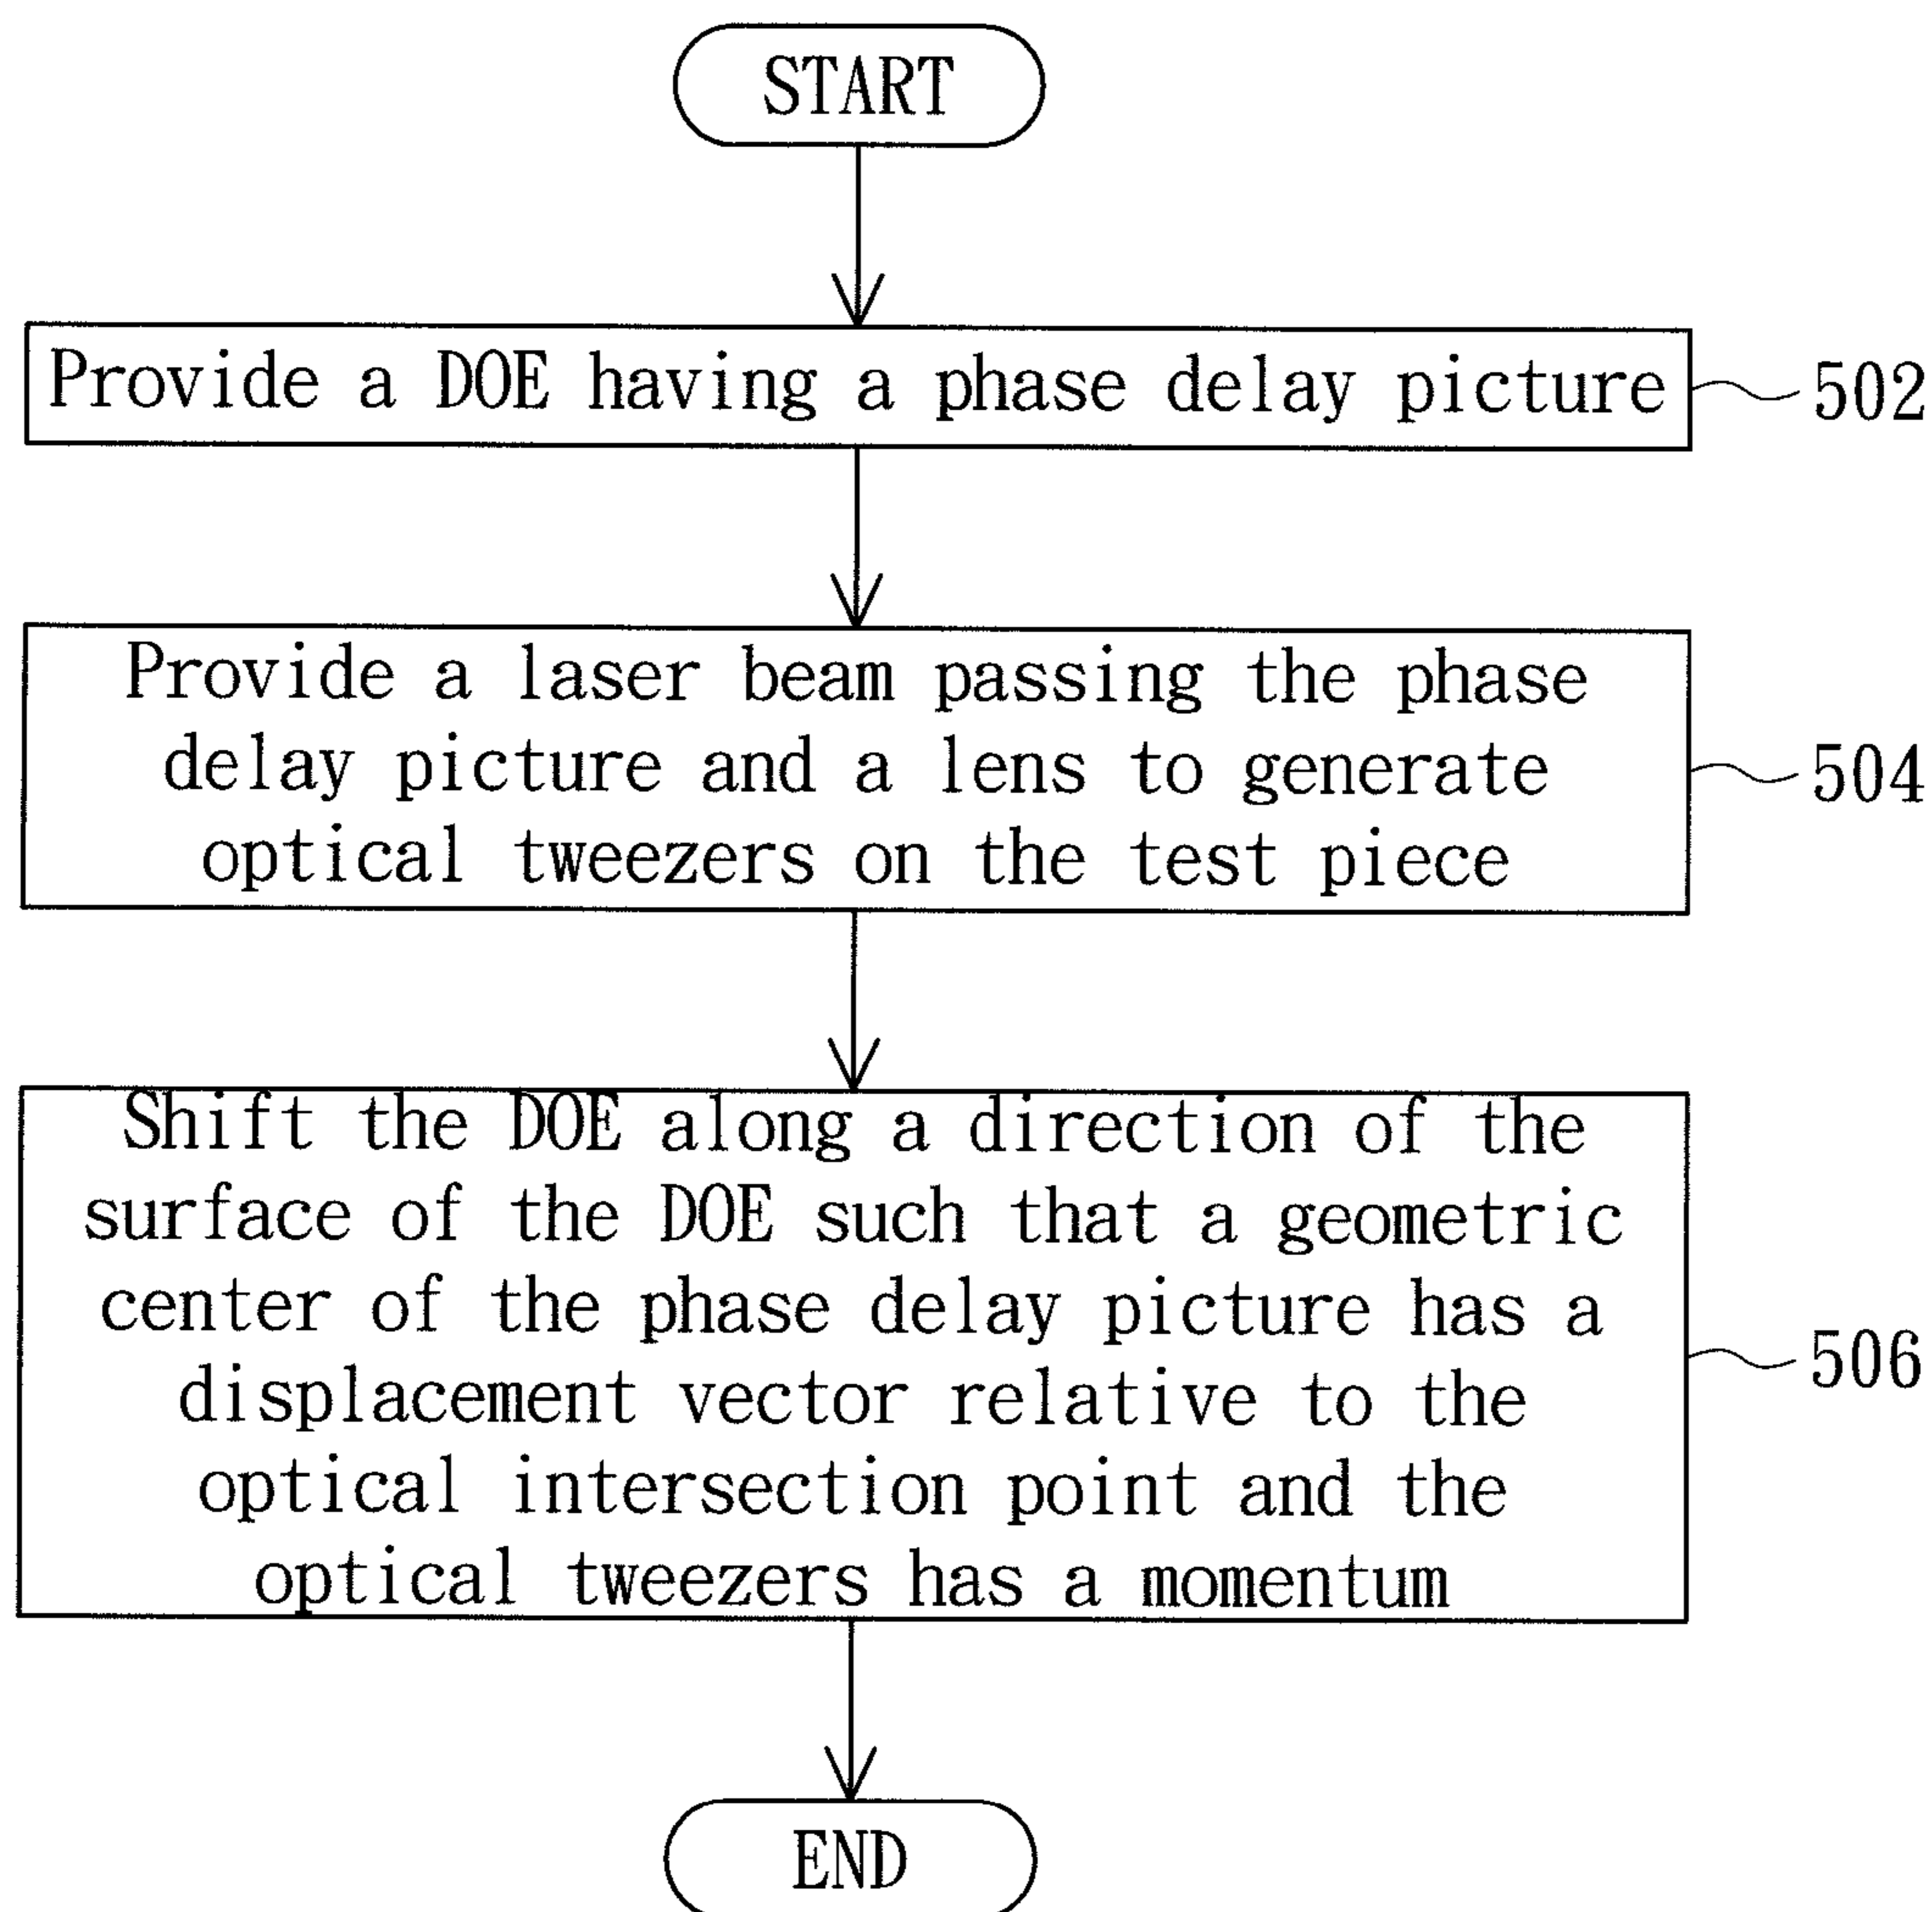 START
Provide a DOE having a phase delay picture
502
Provide a laser beam passing the phase
delay picture and a lens to generate
504
optical tweezers on the test piece
Shift the DOE along a direction of the
surface of the DOE such that a geometric
center of the phase delay picture has a
506
displacement vector relative to the
optical intersection point and the
optical tweezers has a momentum
END